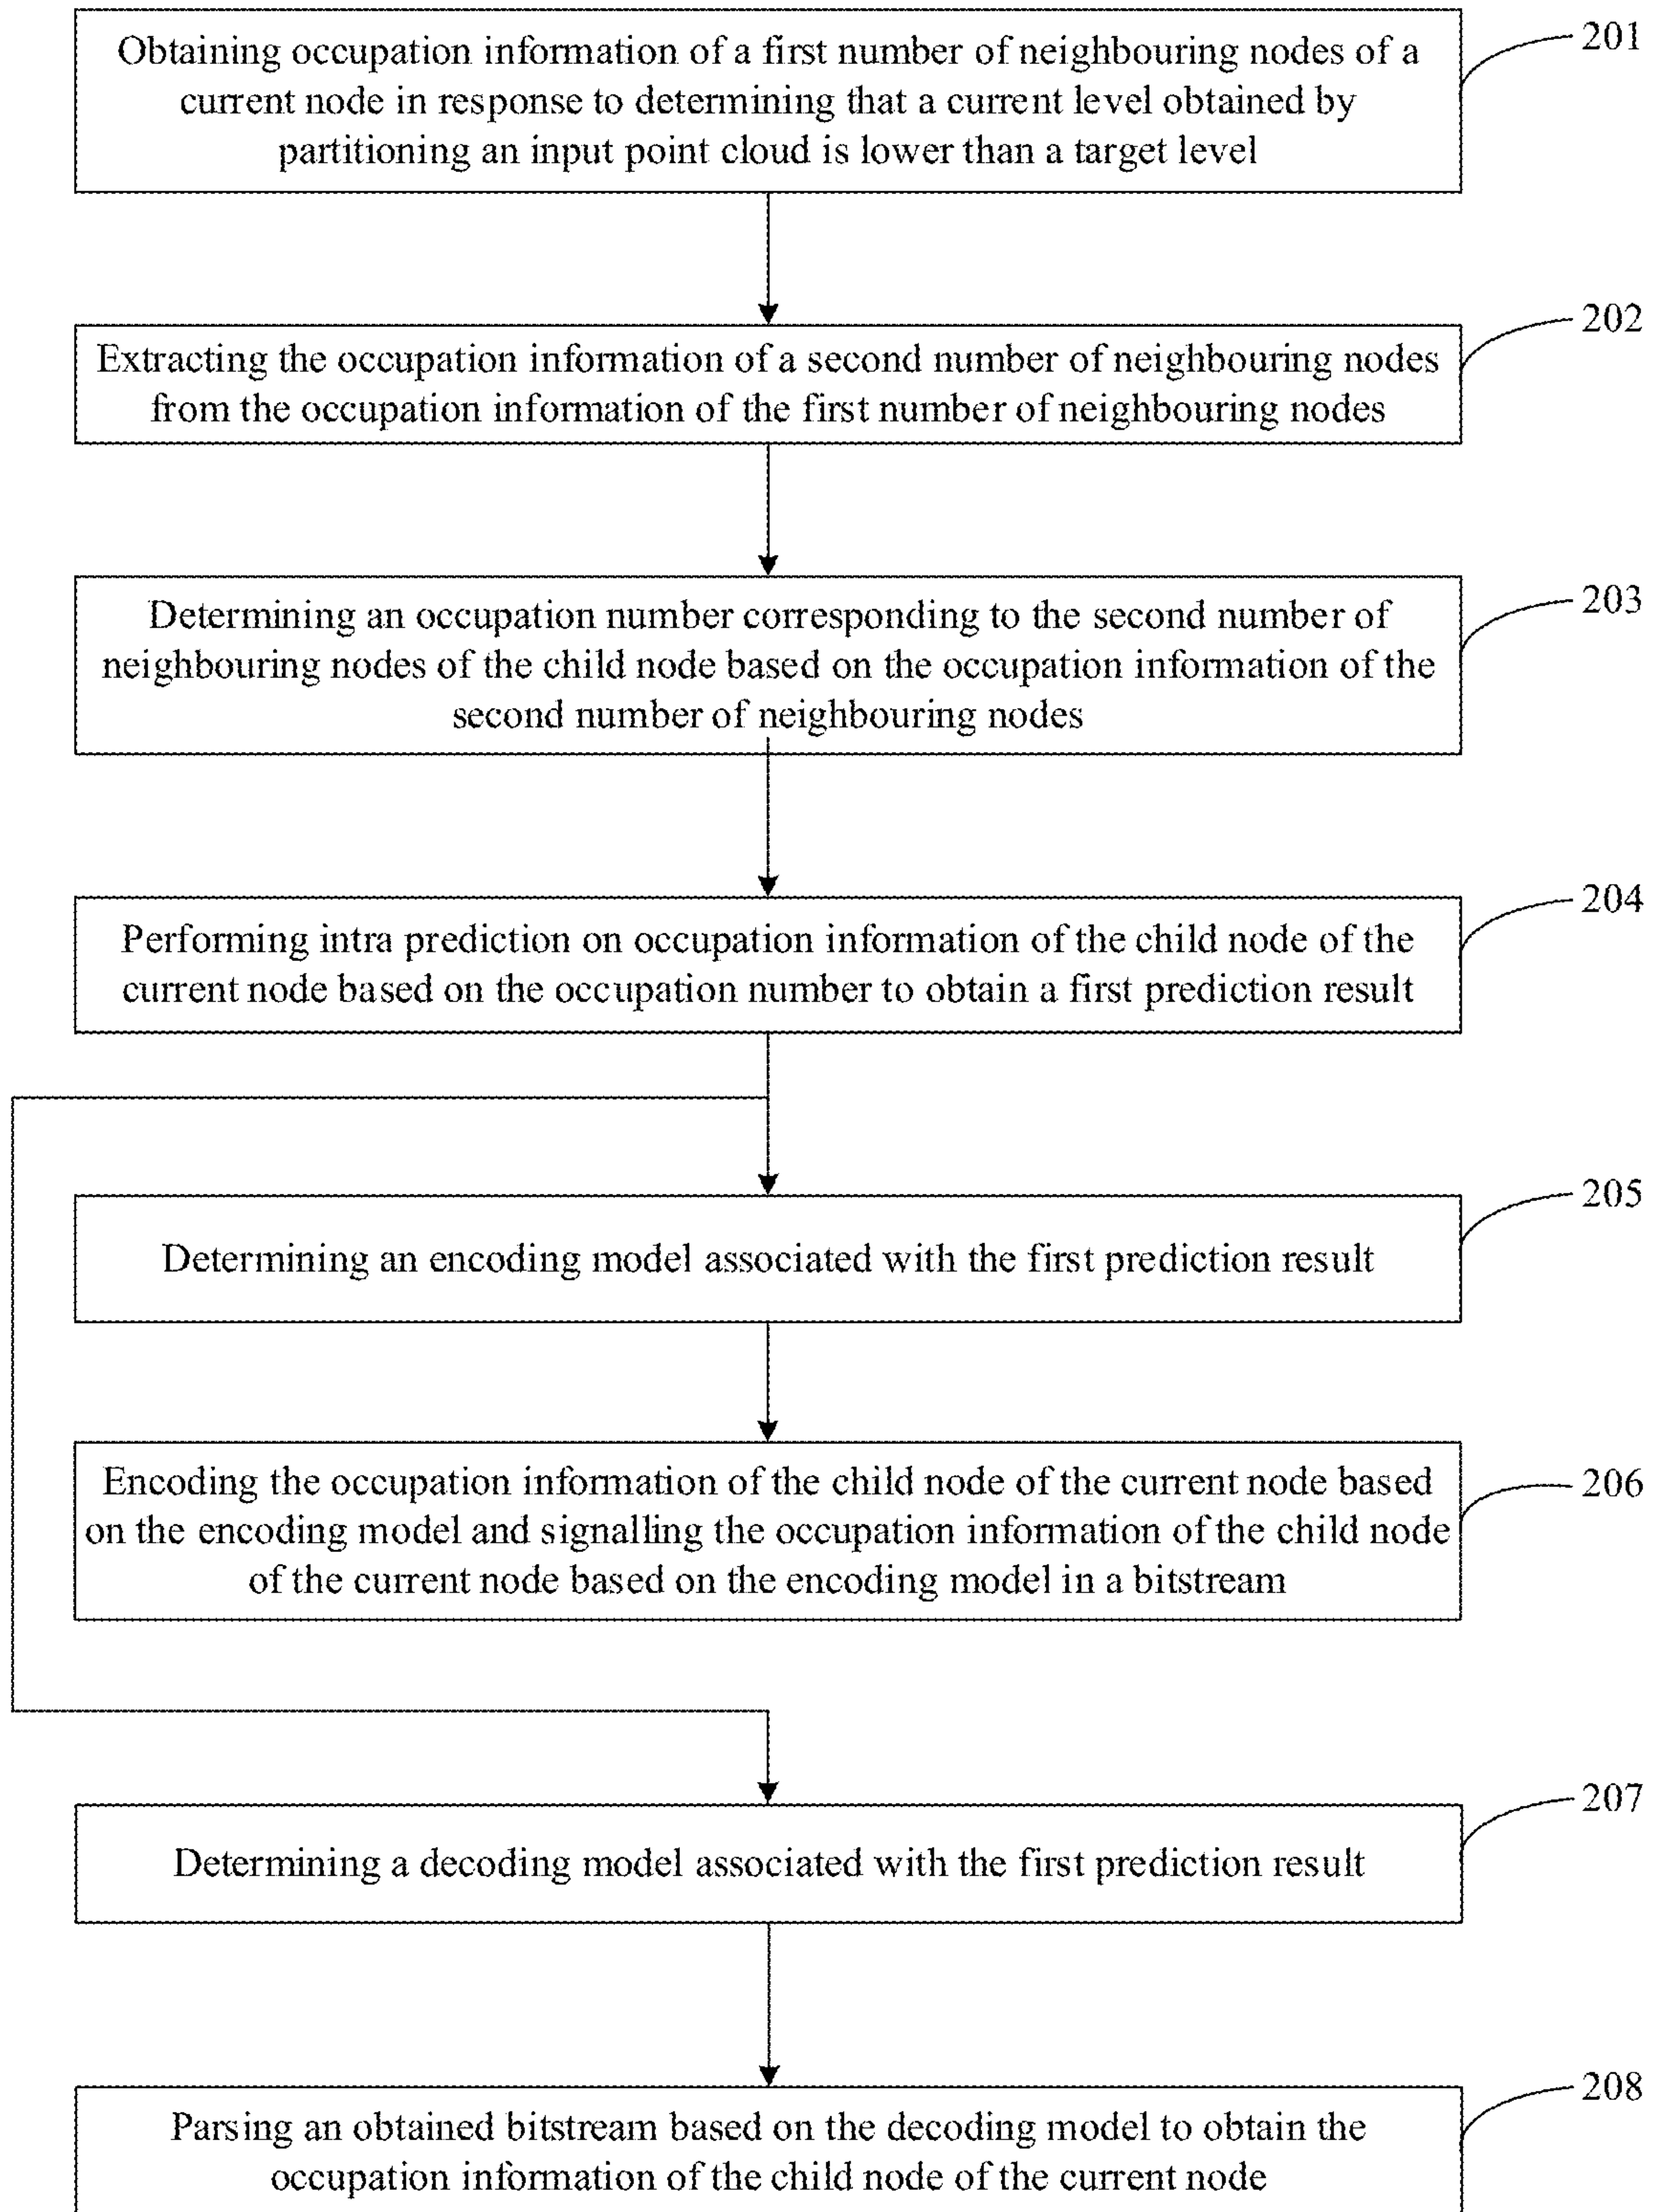 Obtaining occupation information of a first number of neighbouring nodes of a
current node in response to determining that a current level obtained by
partitioning an input point cloud is lower than a target level
201
Extracting the occupation information of a second number of neighbouring nodes
from the occupation information of the first number of neighbouring nodes
202
Determining an occupation number corresponding to the second number of
neighbouring nodes of the child node based on the occupation information of the
second number of neighbouring nodes
203
Performing intra prediction on occupation information of the child node of the
current node based on the occupation number to obtain a first prediction result
204
Determining an encoding model associated with the first prediction result
205
Encoding the occupation information of the child node of the current node based
on the encoding model and signalling the occupation information of the child node
of the current node based on the encoding model in a bitstream
206
Determining a decoding model associated with the first prediction result
207
Parsing an obtained bitstream based on the decoding model to obtain the
occupation information of the child node of the current node
208